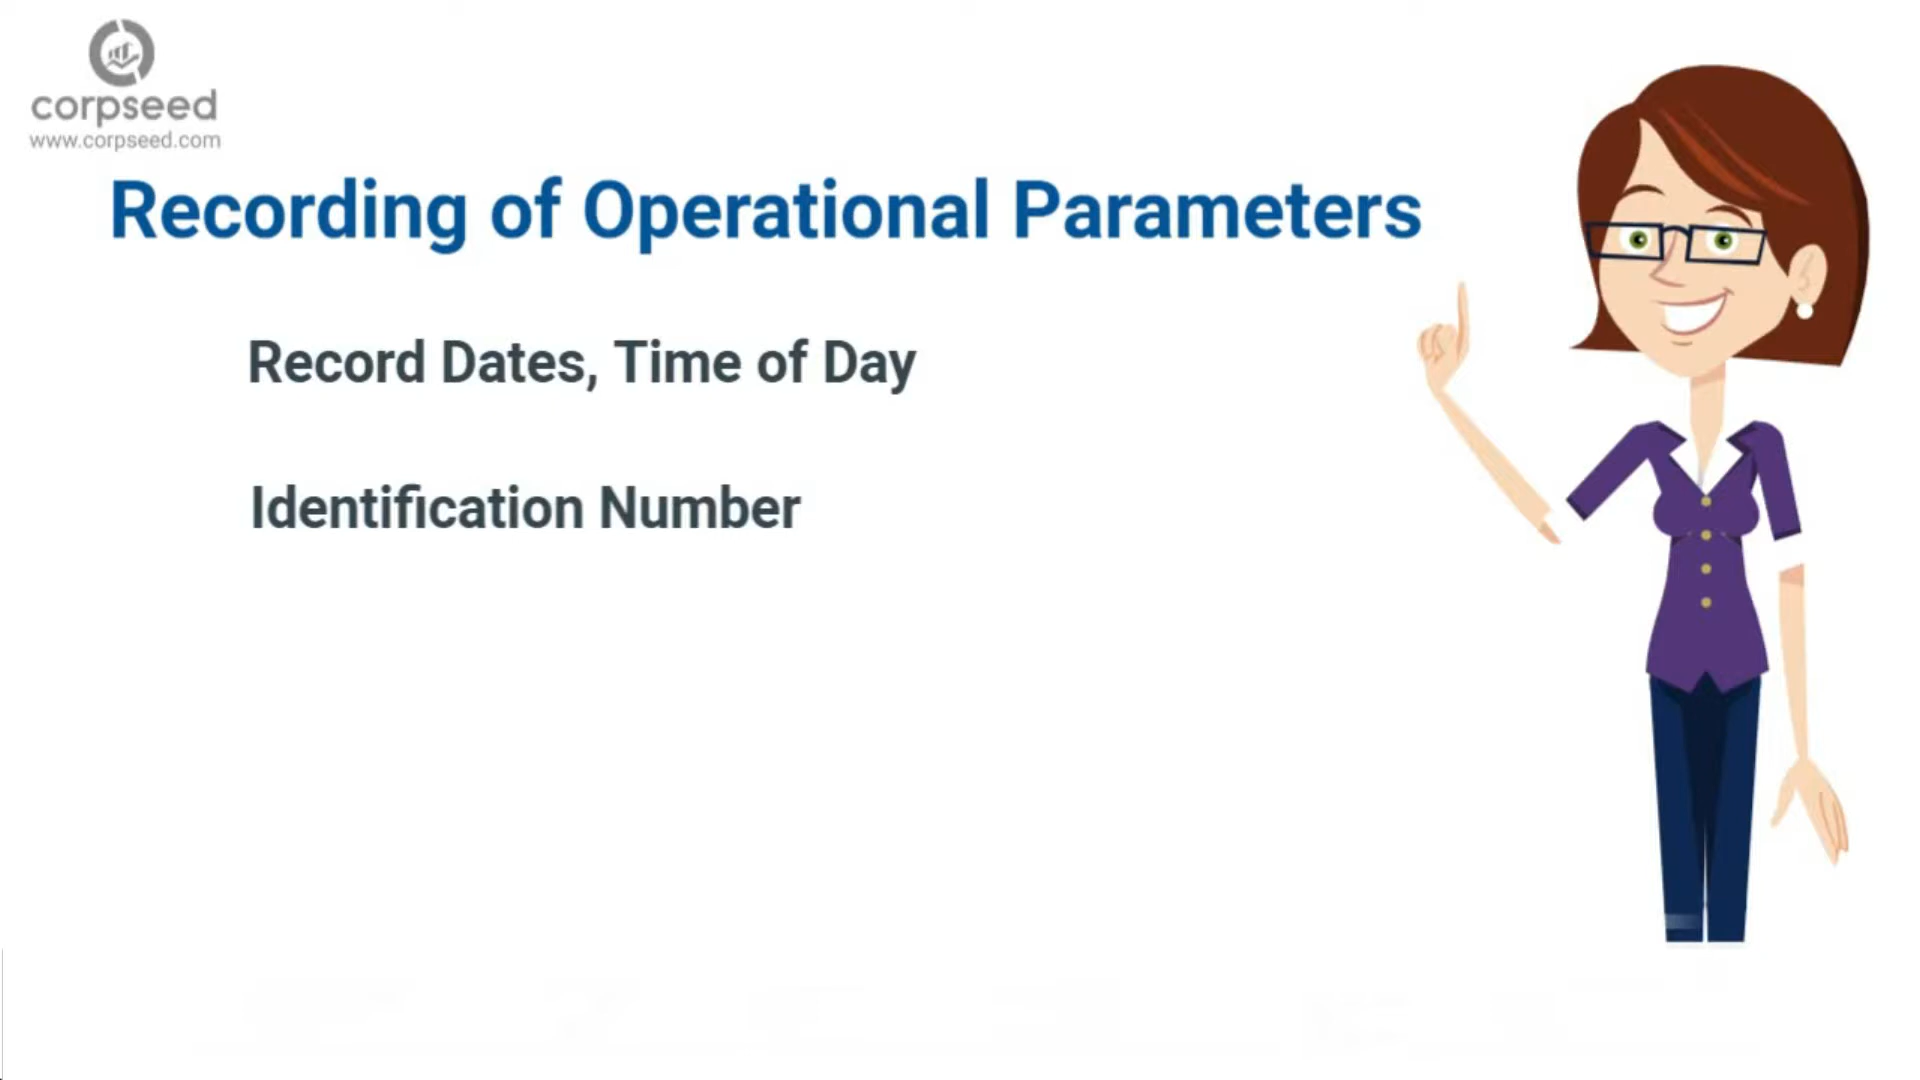 corpseed
www.corpseed.com
Recording of Operational Parameters
Record Dates, Time of Day
Identification Number